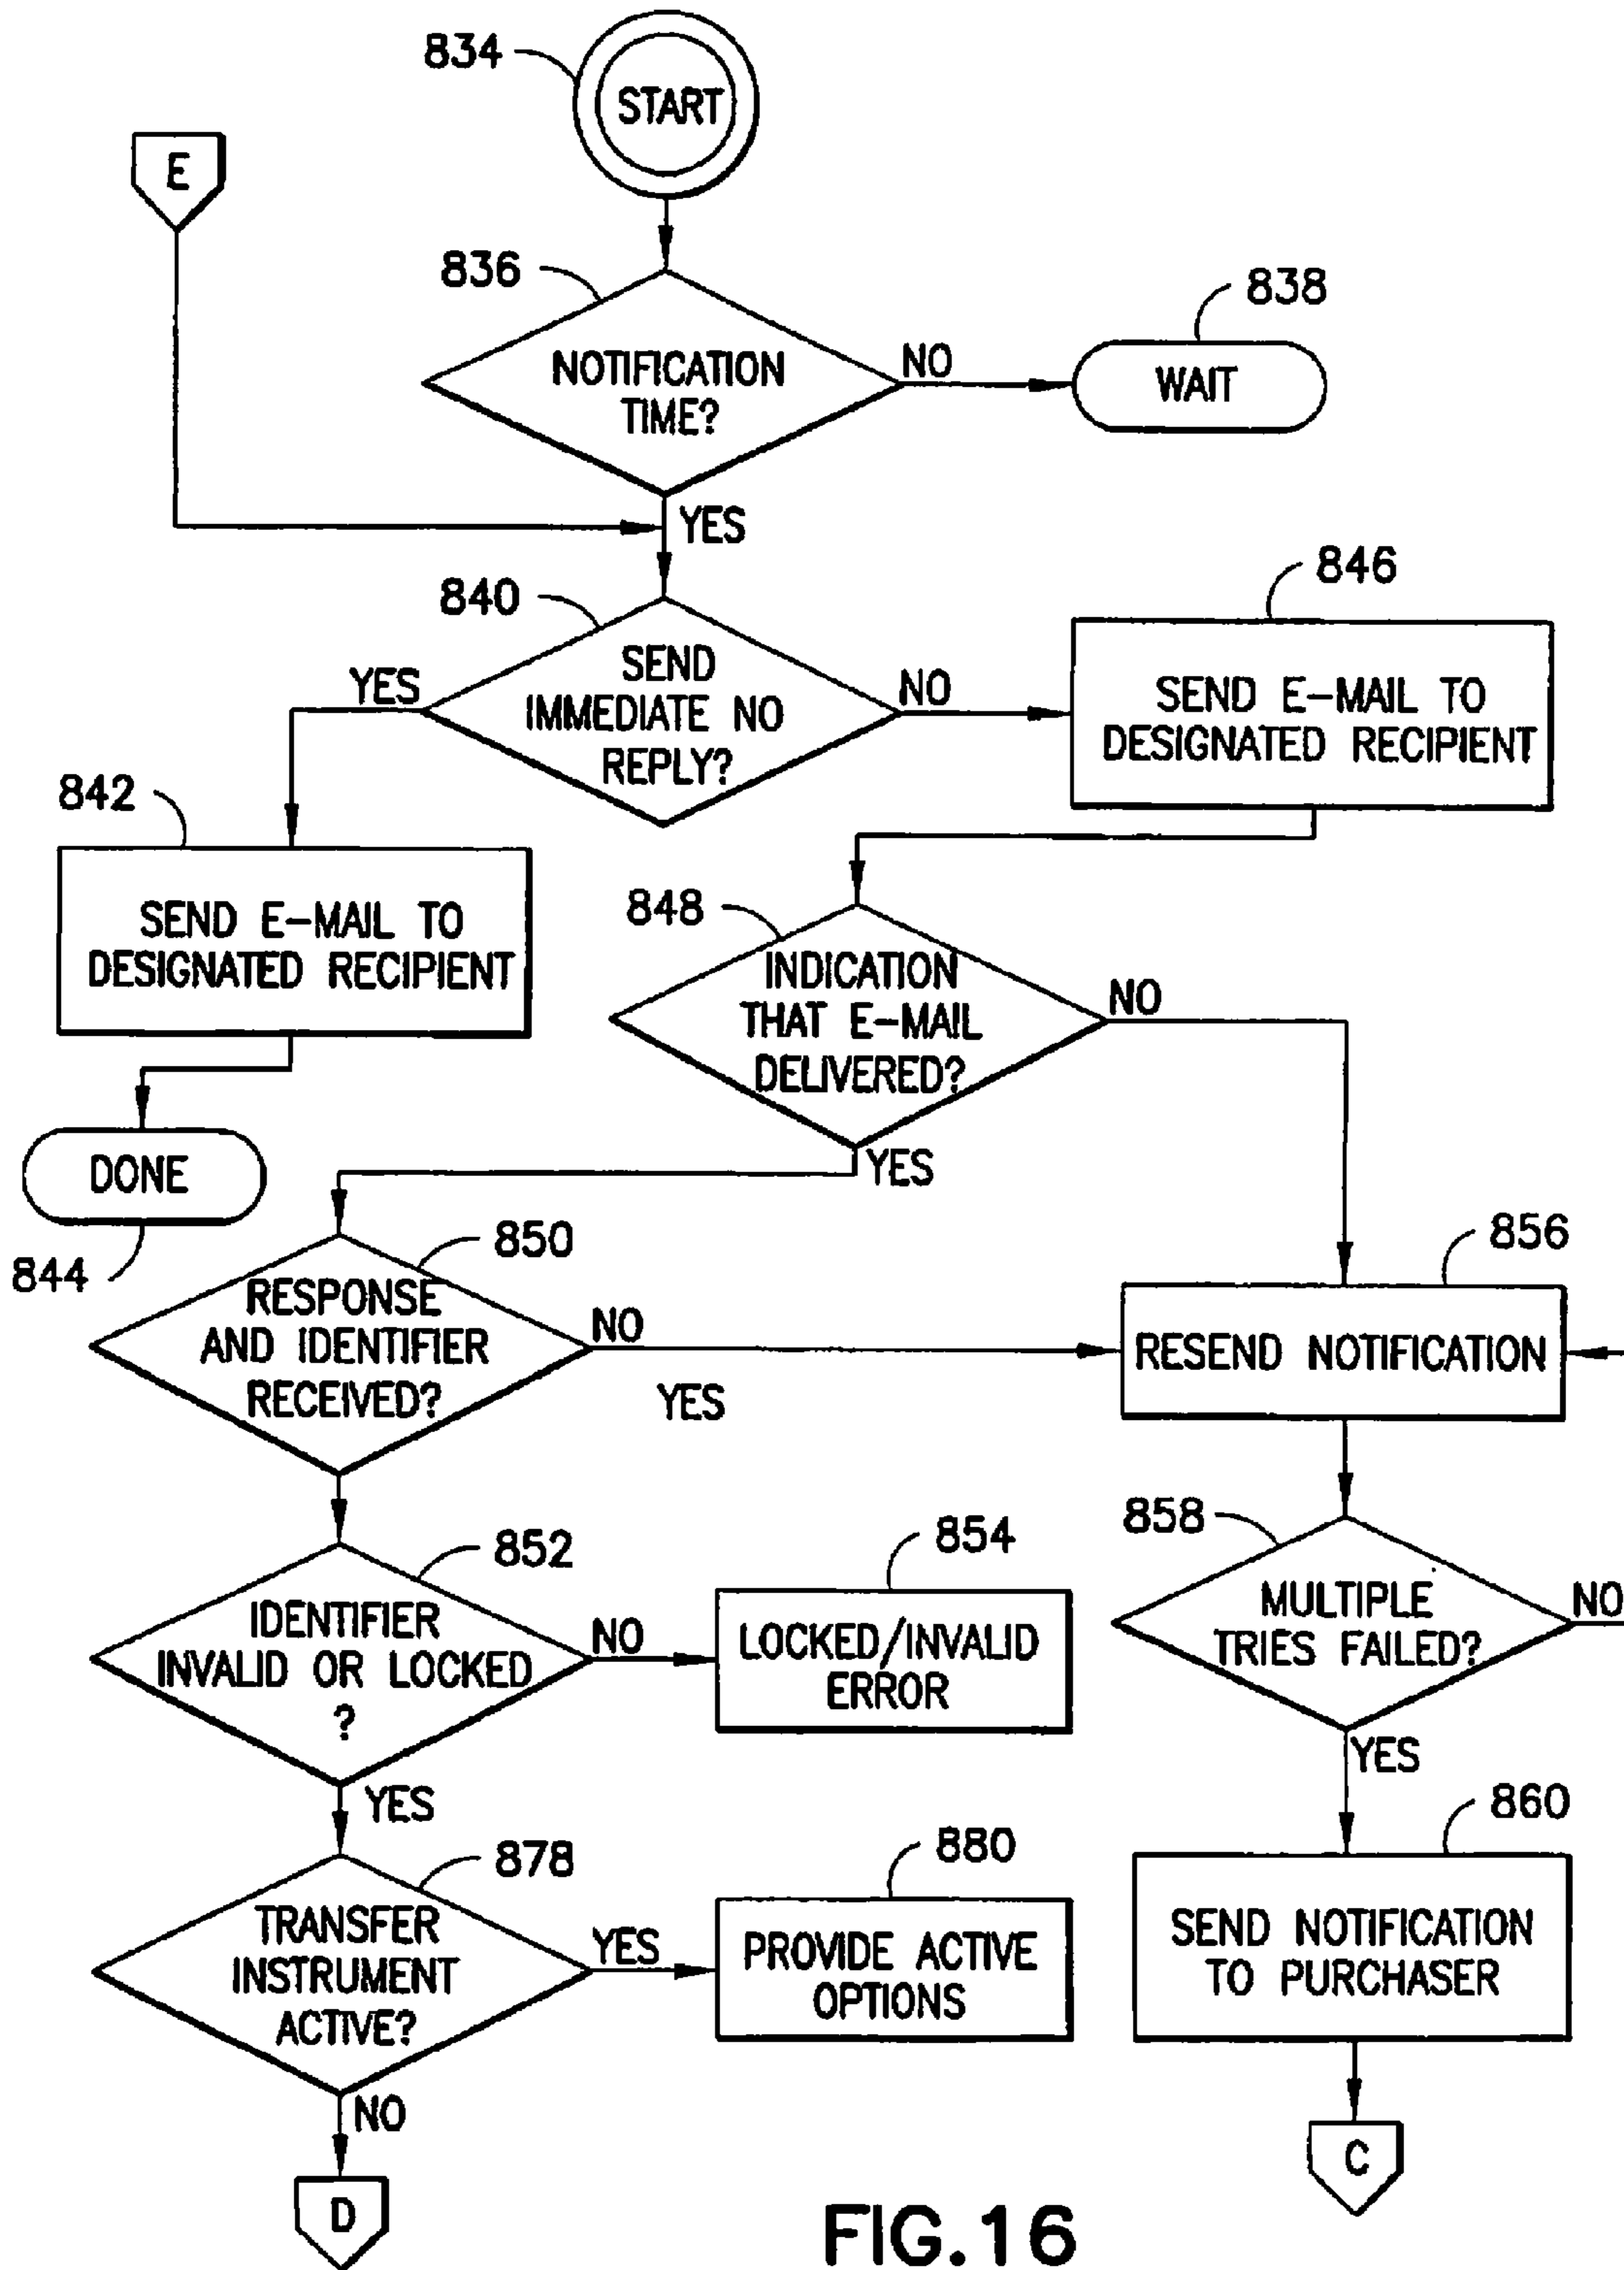 834
START
E
836
838
NOTIFICATION
TIME?
NO
WAIT
YES
840
846
SEND
IMMEDIATE NO
REPLY?
YES
NO
SEND E-MAIL TO
DESIGNATED RECIPIENT
842
SEND E-MAIL TO
DESIGNATED RECIPIENT
848
INDICATION
THAT E-MAIL
DELIVERED?
NO
YES
DONE
844
850
RESPONSE
AND IDENTIFIER
RECEIVED?
NO
YES
856
RESEND NOTIFICATION
852
IDENTIFIER
INVALID OR LOCKED
?
NO
YES
854
LOCKED/INVALID
ERROR
858
MULTIPLE
TRIES FAILED?
NO
YES
878
TRANSFER
INSTRUMENT
ACTIVE?
YES
NO
880
PROVIDE ACTIVE
OPTIONS
860
SEND NOTIFICATION
TO PURCHASER
C
D
FIG.16